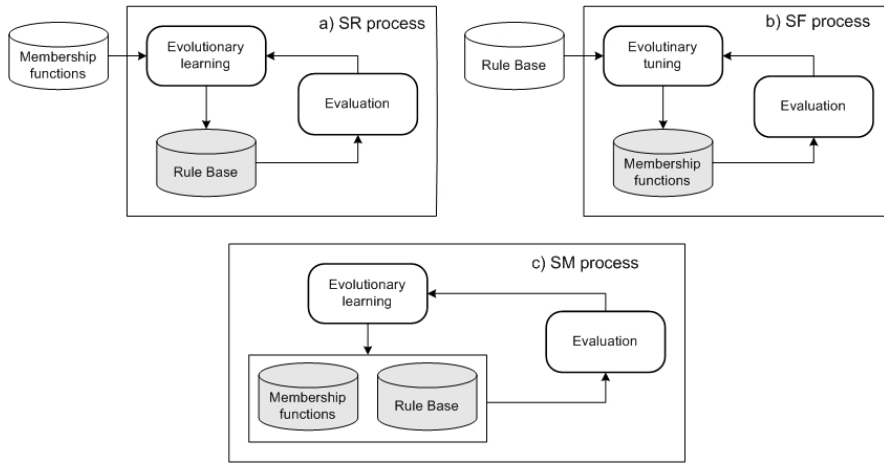 a) SR process
Membership
functions
Evolutionary
learning
Evaluation
Rule Base
b) SF process
Rule Base
Evolutinary
tuning
Evaluation
Membership
functions
c) SM process
Evolutionary
learning
Evaluation
Membership
functions
Rule Base